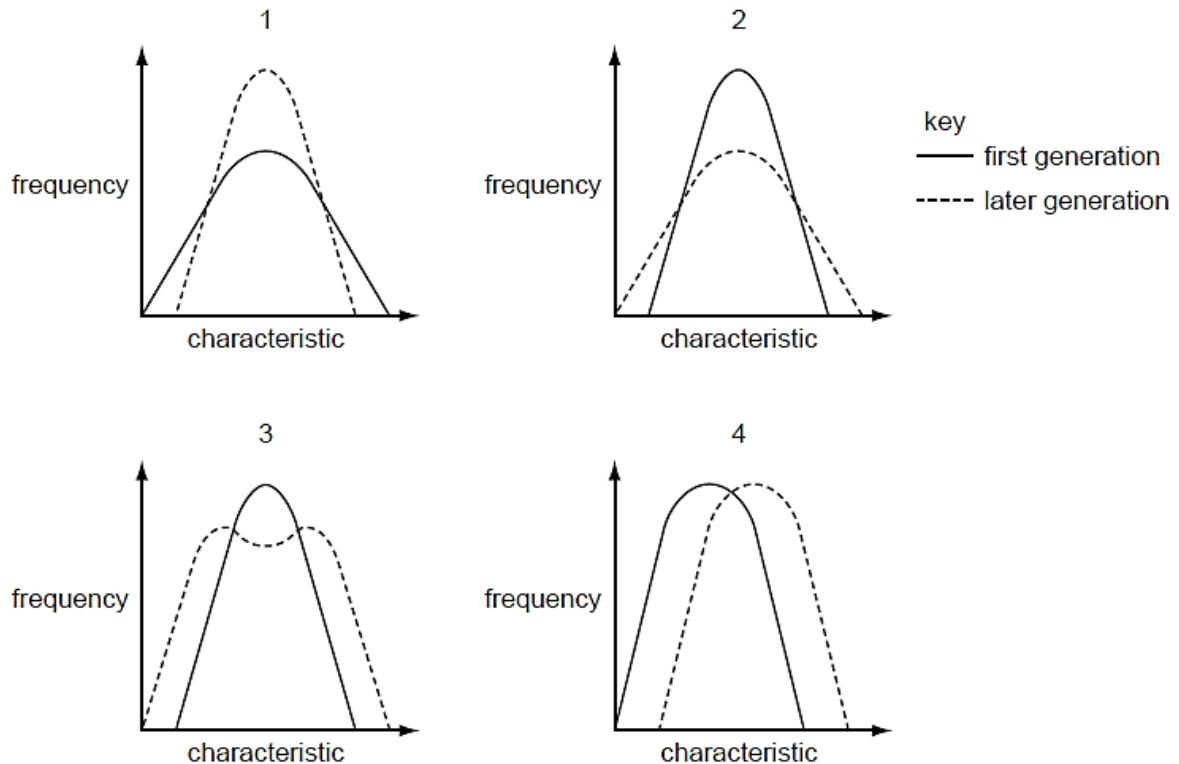 1
frequency
characteristic
2
frequency
characteristic
key
first generation
later generation
3
frequency
characteristic
4
frequency
characteristic